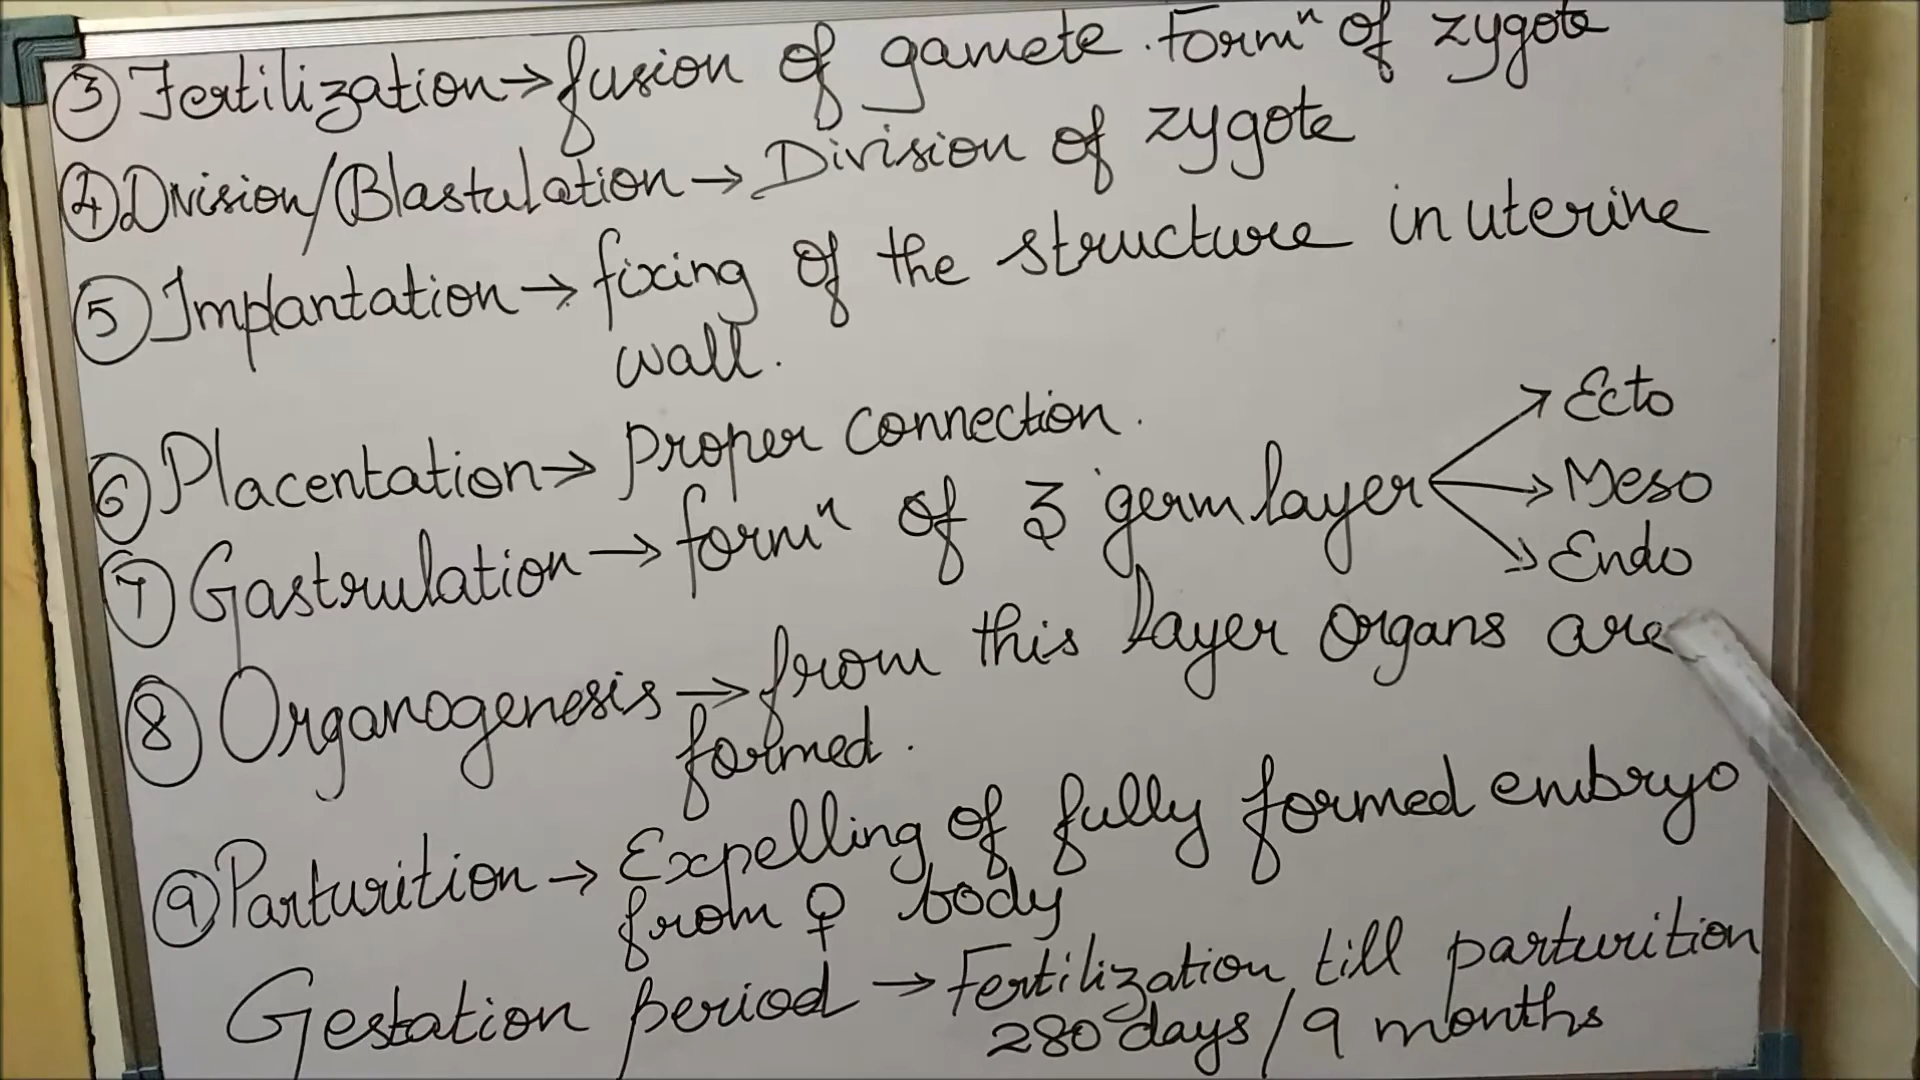 ③ Fertilization → fusion of gamete. Formⁿ of zygote
④ Division/Blastulation → Division of zygote
⑤ Implantation → fixing of the structure in uterine
wall.
⑥ Placentation → Proper connection.
⑦ Gastrulation → formⁿ of 3 germ layer → Ecto
→ Meso
→ Endo
⑧ Organogenesis → from this layer organs are
formed.
⑨ Parturition → Expelling of fully formed embryo
from ♀ body
Gestation period → Fertilization till parturition
280 days / 9 months